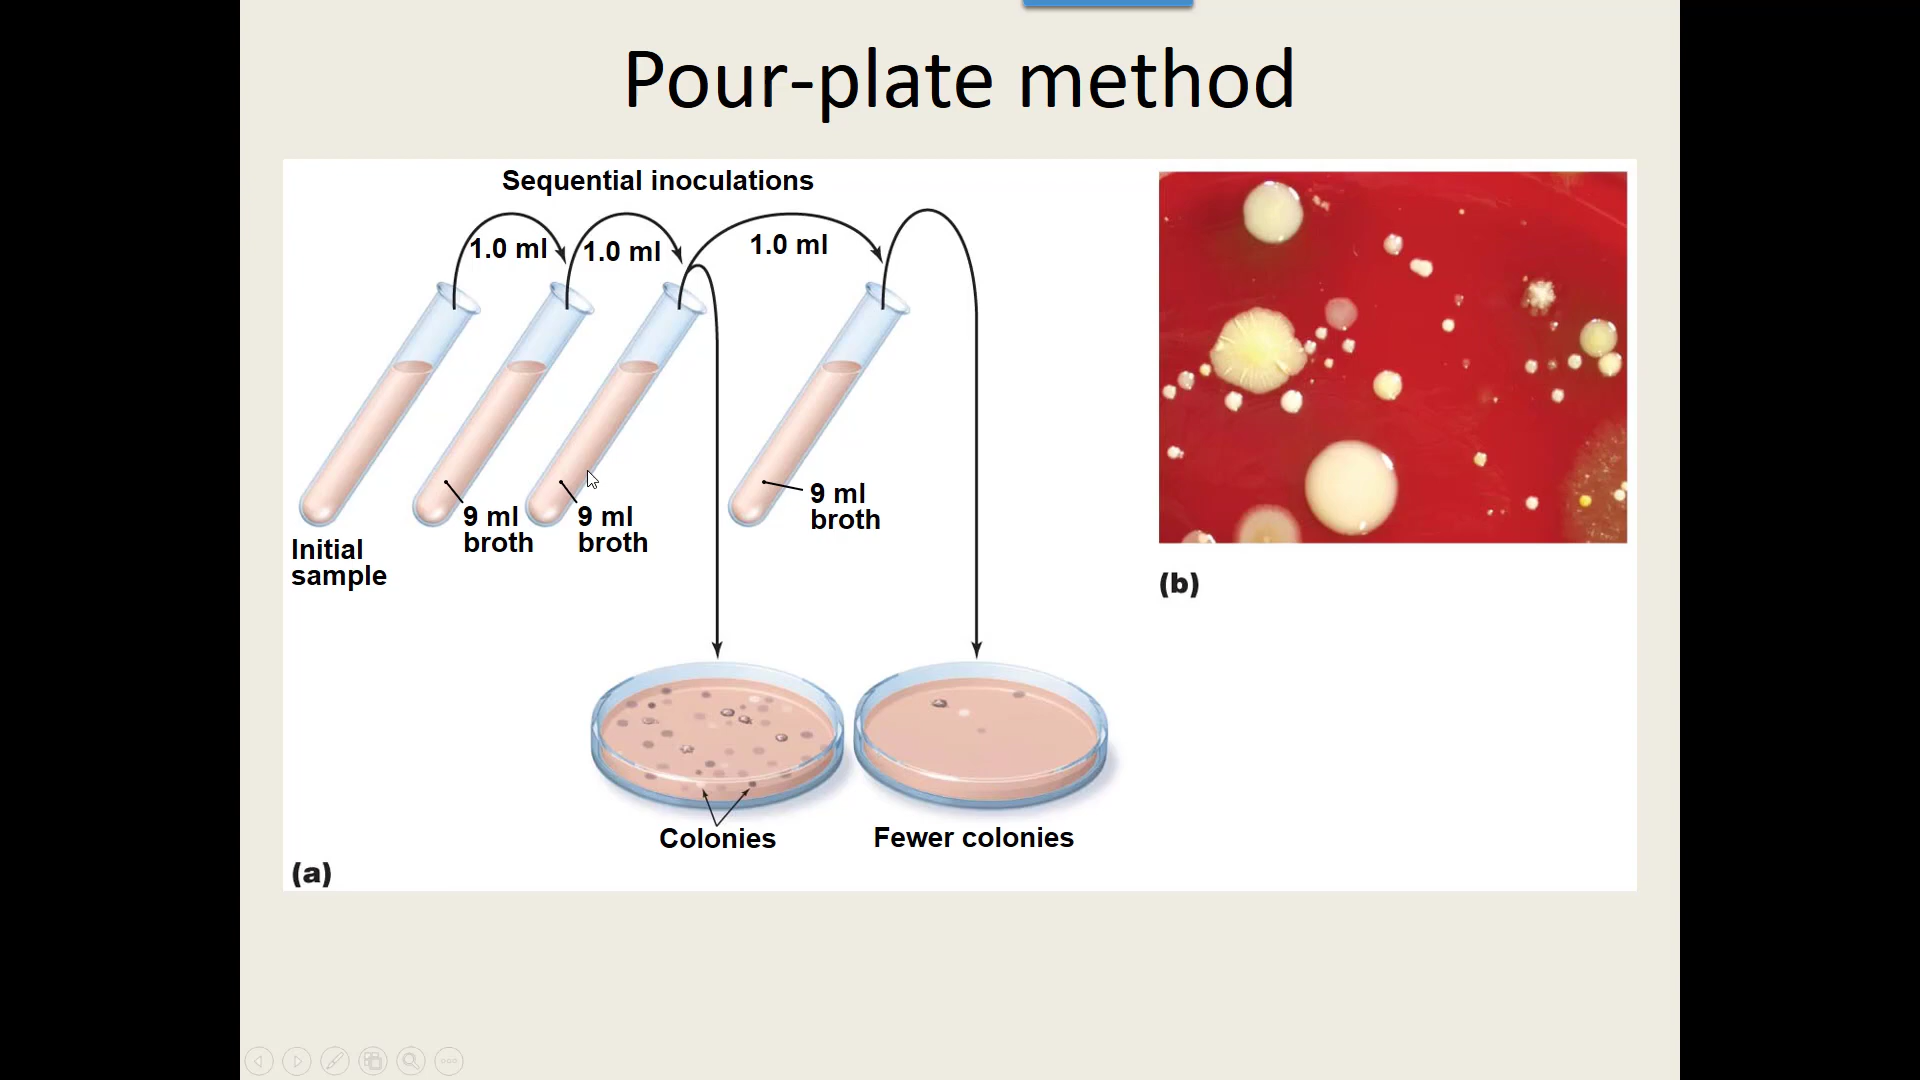 Pour-plate method
Sequential inoculations
1.0 ml
1.0 ml
1.0 ml
9 ml
broth
9 ml
broth
9 ml
broth
Initial
sample
Colonies
Fewer colonies
(a)
(b)